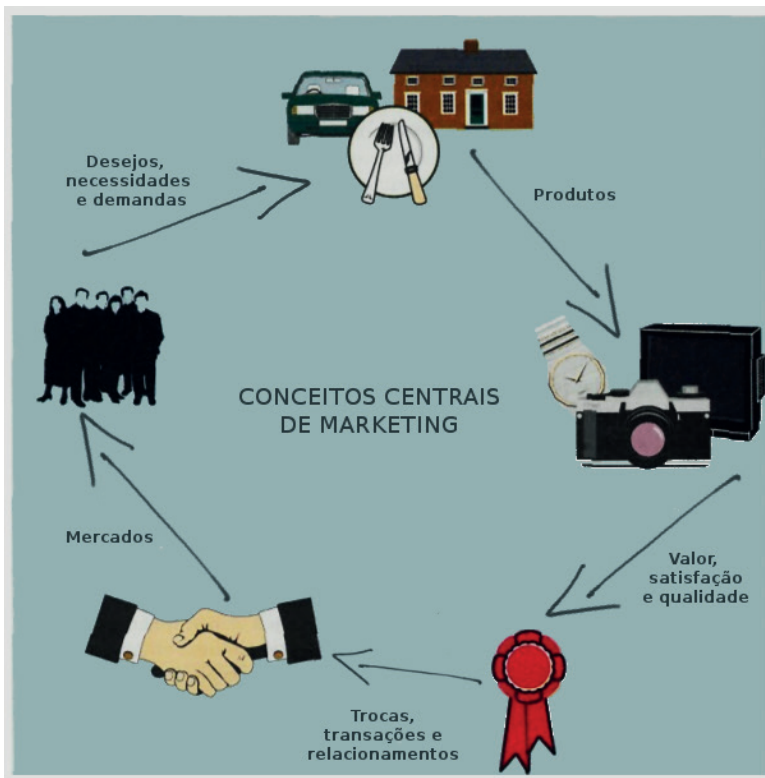 Desejos,
necessidades
e demandas
Produtos
CONCEITOS CENTRAIS
DE MARKETING
Mercados
Valor,
satisfação
e qualidade
Trocas,
transações e
relacionamentos